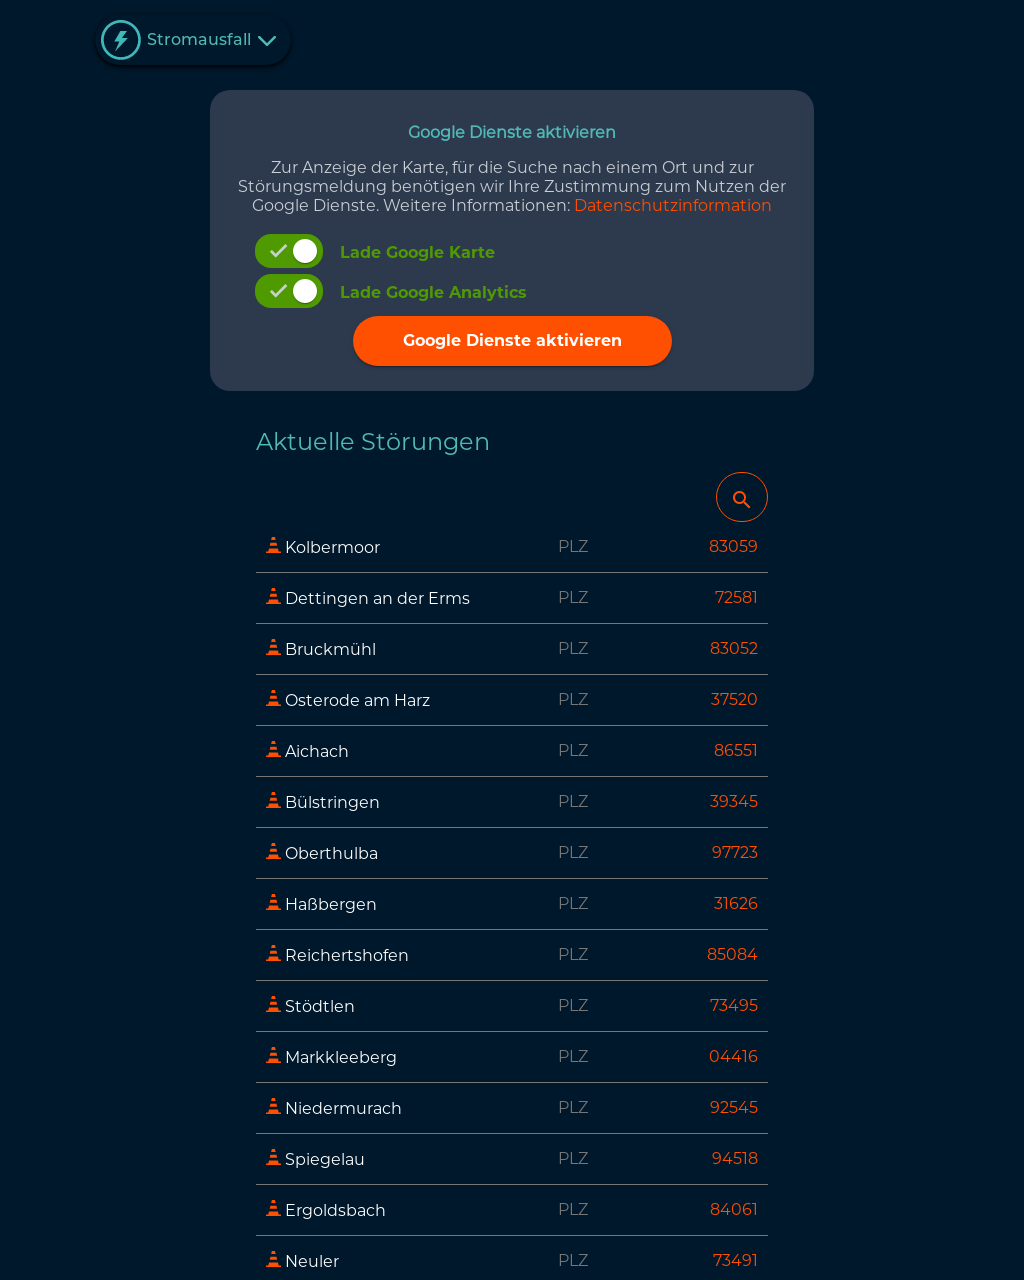 Stromausfall
Google Dienste aktivieren
Zur Anzeige der Karte, für die Suche nach einem Ort und zur
Störungsmeldung benötigen wir Ihre Zustimmung zum Nutzen der
Google Dienste. Weitere Informationen: Datenschutzinformation
Lade Google Karte
Lade Google Analytics
Google Dienste aktivieren
Aktuelle Störungen
Kolbermoor PLZ 83059
Dettingen an der Erms PLZ 72581
Bruckmühl PLZ 83052
Osterode am Harz PLZ 37520
Aichach PLZ 86551
Bülstringen PLZ 39345
Oberthulba PLZ 97723
Haßbergen PLZ 31626
Reichertshofen PLZ 85084
Stödtlen PLZ 73495
Markkleeberg PLZ 04416
Niedermurach PLZ 92545
Spiegelau PLZ 94518
Ergoldsbach PLZ 84061
Neuler PLZ 73491